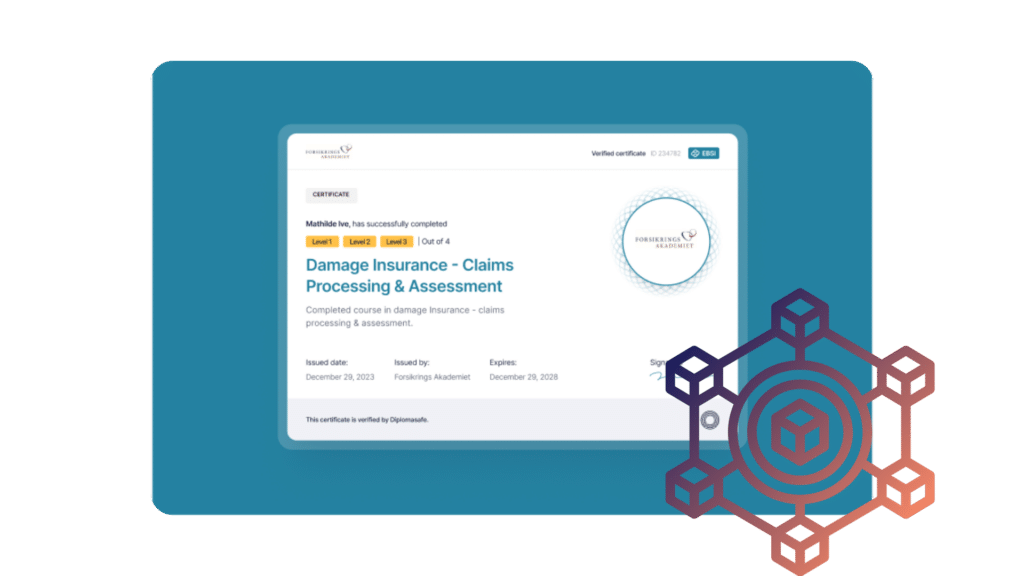 FORSIKRINGS
AKADEMIET
Verified certificate ID 234782 EBSI
CERTIFICATE
Mathilde Ive, has successfully completed
Level 1 Level 2 Level 3 | Out of 4
Damage Insurance - Claims
Processing & Assessment
Completed course in damage Insurance - claims
processing & assessment.
FORSIKRINGS
AKADEMIET
Issued date: Issued by: Expires:
December 29, 2023 Forsikrings Akademiet December 29, 2028
This certificate is verified by Diplomasafe.